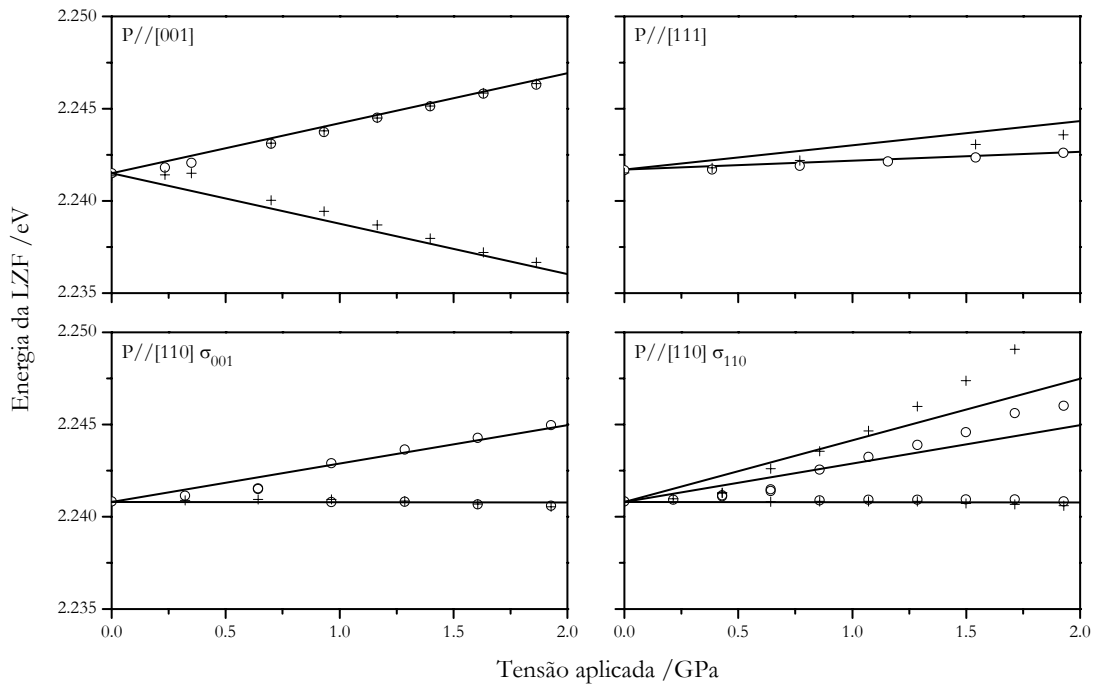 2.250
P//[001]
P//[111]
2.245
2.240
2.235
Energia da LZF /eV
2.250
P//[110] σ001
P//[110] σ110
2.245
2.240
2.235
0.0 0.5 1.0 1.5 2.0
0.0 0.5 1.0 1.5 2.0
Tensão aplicada /GPa